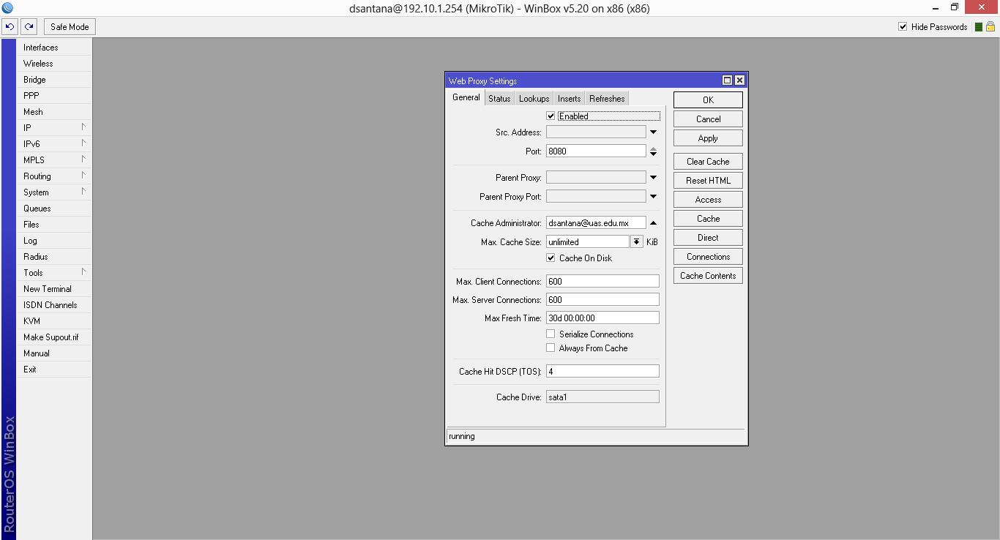 dsantana@192.10.1.254 (MikroTik) - WinBox v5.20 on x86 (x86)
Safe Mode
Hide Passwords
Interfaces
Wireless
Bridge
PPP
Mesh
IP
IPv6
MPLS
Routing
System
Queues
Files
Log
Radius
Tools
New Terminal
ISDN Channels
KVM
Make Supout.rif
Manual
Exit
RouterOS WinBox
Web Proxy Settings
General Status Lookups Inserts Refreshes
Enabled
Src. Address:
Port: 8080
Parent Proxy:
Parent Proxy Port:
Cache Administrator: dsantana@uas.edu.mx
Max. Cache Size: unlimited KiB
Cache On Disk
Max. Client Connections: 600
Max. Server Connections: 600
Max Fresh Time: 30d 00:00:00
Serialize Connections
Always From Cache
Cache Hit DSCP (TOS): 4
Cache Drive: sata1
running
OK
Cancel
Apply
Clear Cache
Reset HTML
Access
Cache
Direct
Connections
Cache Contents